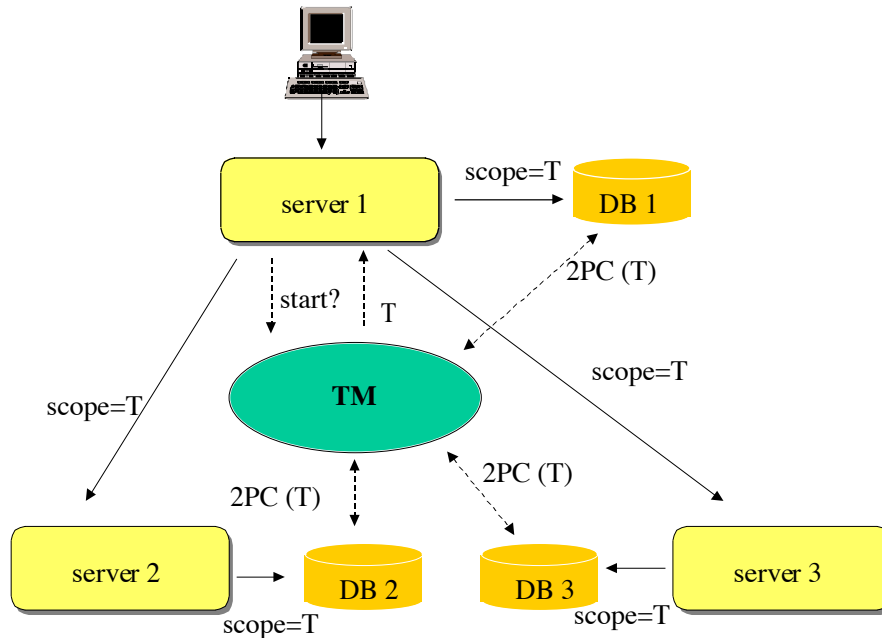 scope=T
server 1
DB 1
2PC (T)
start?
T
TM
scope=T
scope=T
2PC (T)
2PC (T)
server 2
DB 2
DB 3
server 3
scope=T
scope=T